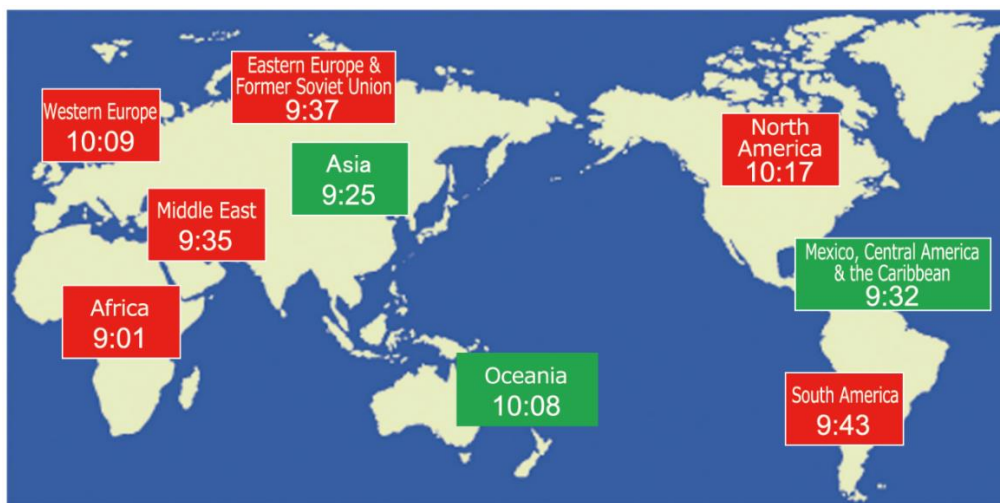 Eastern Europe &
Former Soviet Union
9:37
Western Europe
10:09
Asia
9:25
North
America
10:17
Middle East
9:35
Mexico, Central America
& the Caribbean
9:32
Africa
9:01
Oceania
10:08
South America
9:43